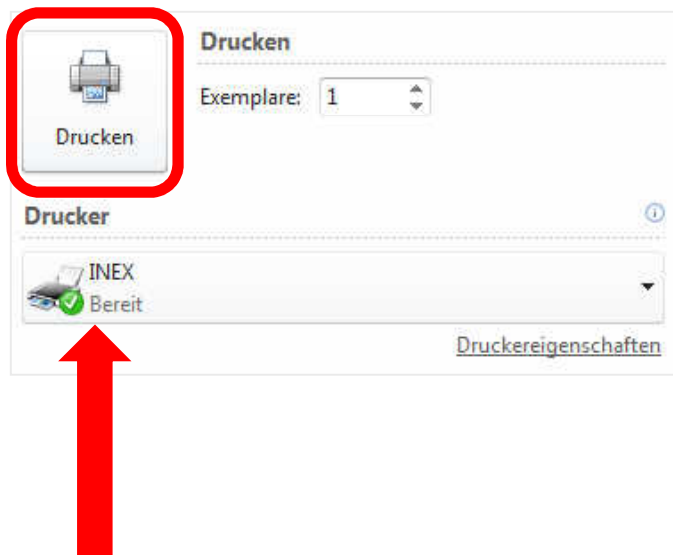 Drucken
Drucken
Exemplare: 1
Drucker
INEX
Bereit
Druckereigenschaften